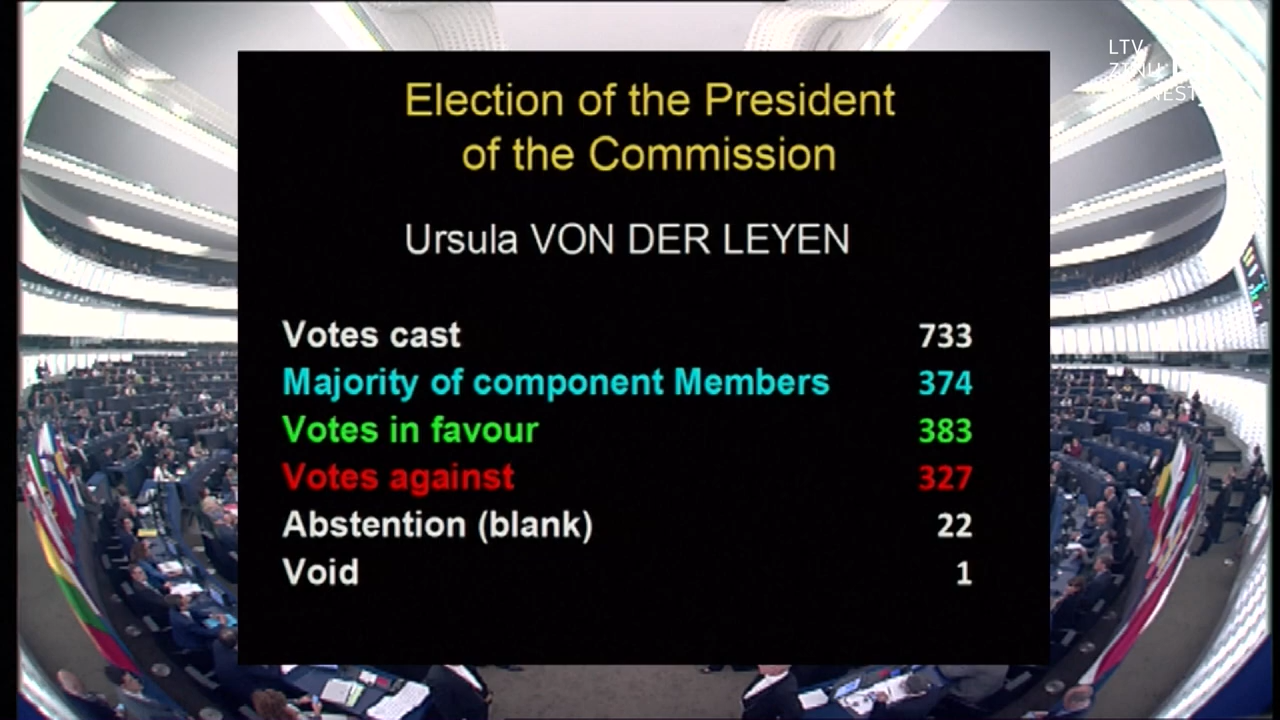 LTV
Election of the President
of the Commission
Ursula VON DER LEYEN
Votes cast 733
Majority of component Members 374
Votes in favour 383
Votes against 327
Abstention (blank) 22
Void 1